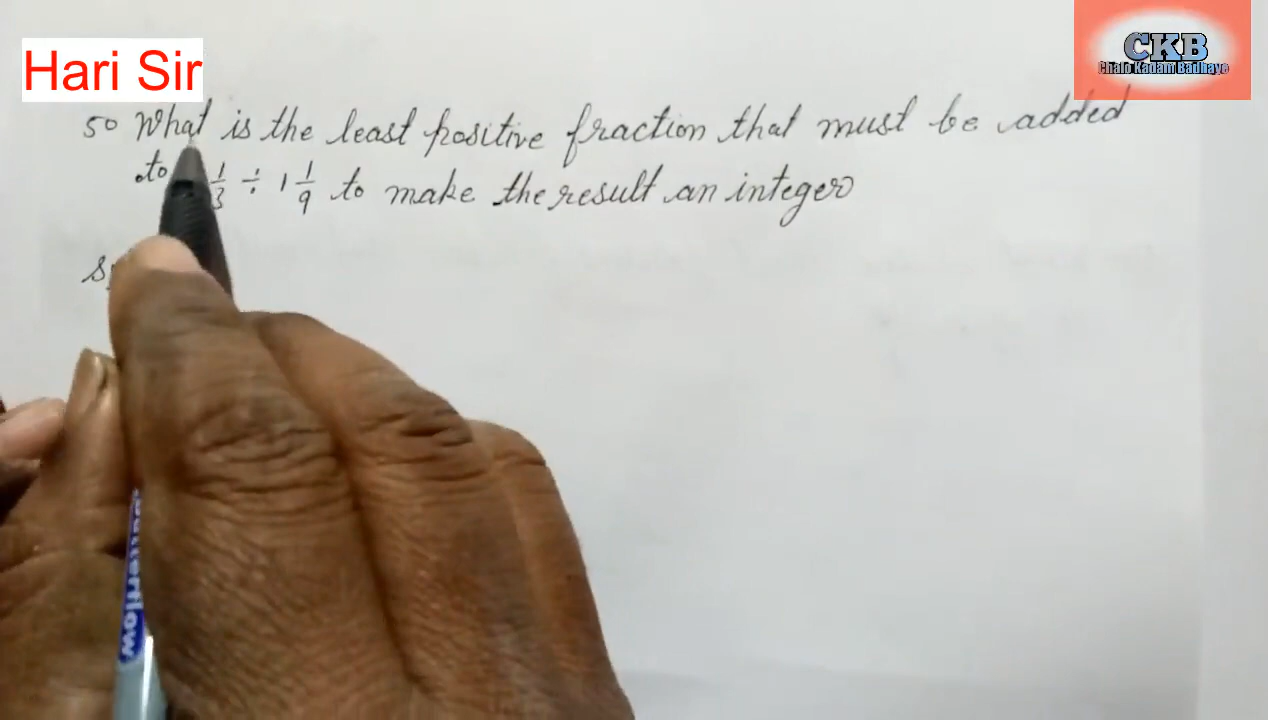 Hari Sir
CKB
Chalo Kadam Badhaye
50 What is the least positive fraction that must be added
to 1/3 ÷ 1 1/9 to make the result an integer